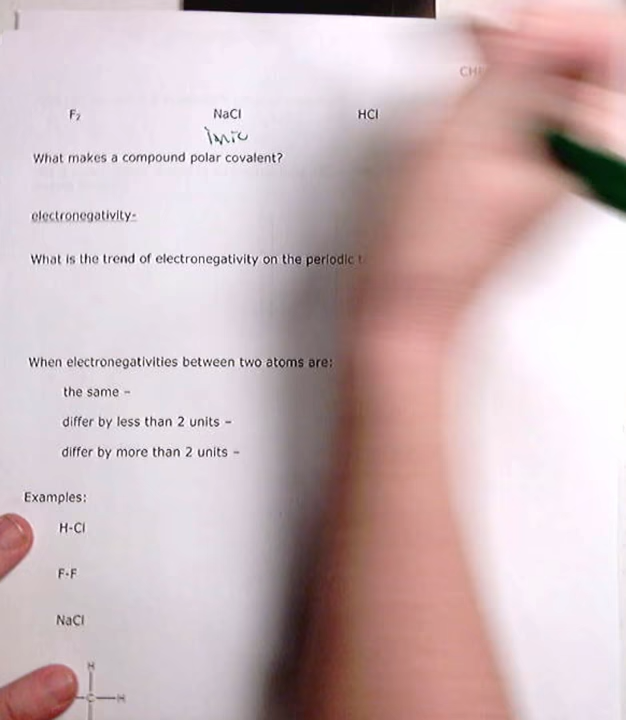 CH
F₂ NaCl HCl
ionic
What makes a compound polar covalent?
electronegativity-
What is the trend of electronegativity on the periodic t
When electronegativities between two atoms are:
the same –
differ by less than 2 units –
differ by more than 2 units –
Examples:
H-Cl
F-F
NaCl
H
C—H